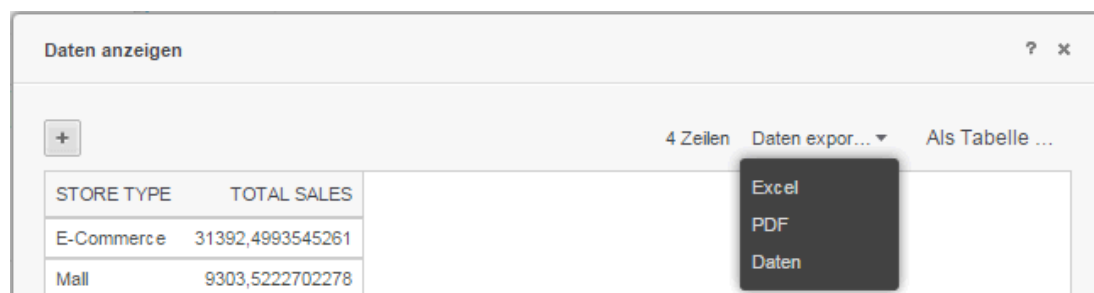 Daten anzeigen ? ×
+ 4 Zeilen Daten expor... ▾ Als Tabelle ...
Excel
PDF
Daten
STORE TYPE TOTAL SALES
E-Commerce 31392,4993545261
Mall 9303,5222702278